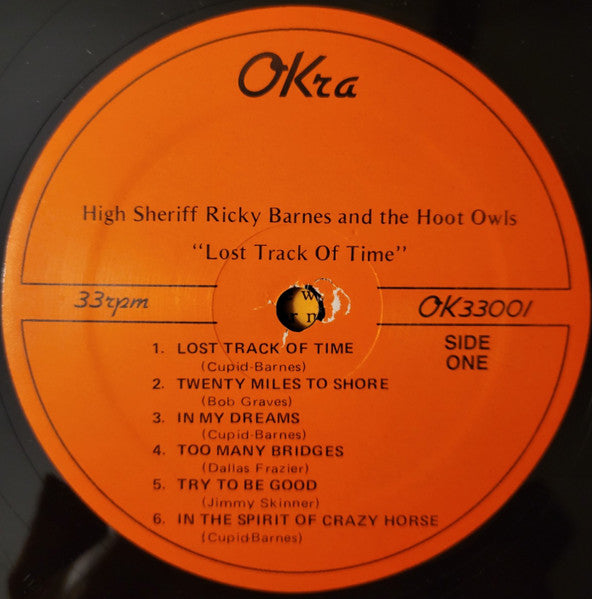 OKra
High Sheriff Ricky Barnes and the Hoot Owls
“Lost Track Of Time”
33rpm
OK33001
SIDE
ONE
1. LOST TRACK OF TIME
(Cupid-Barnes)
2. TWENTY MILES TO SHORE
(Bob Graves)
3. IN MY DREAMS
(Cupid-Barnes)
4. TOO MANY BRIDGES
(Dallas Frazier)
5. TRY TO BE GOOD
(Jimmy Skinner)
6. IN THE SPIRIT OF CRAZY HORSE
(Cupid-Barnes)